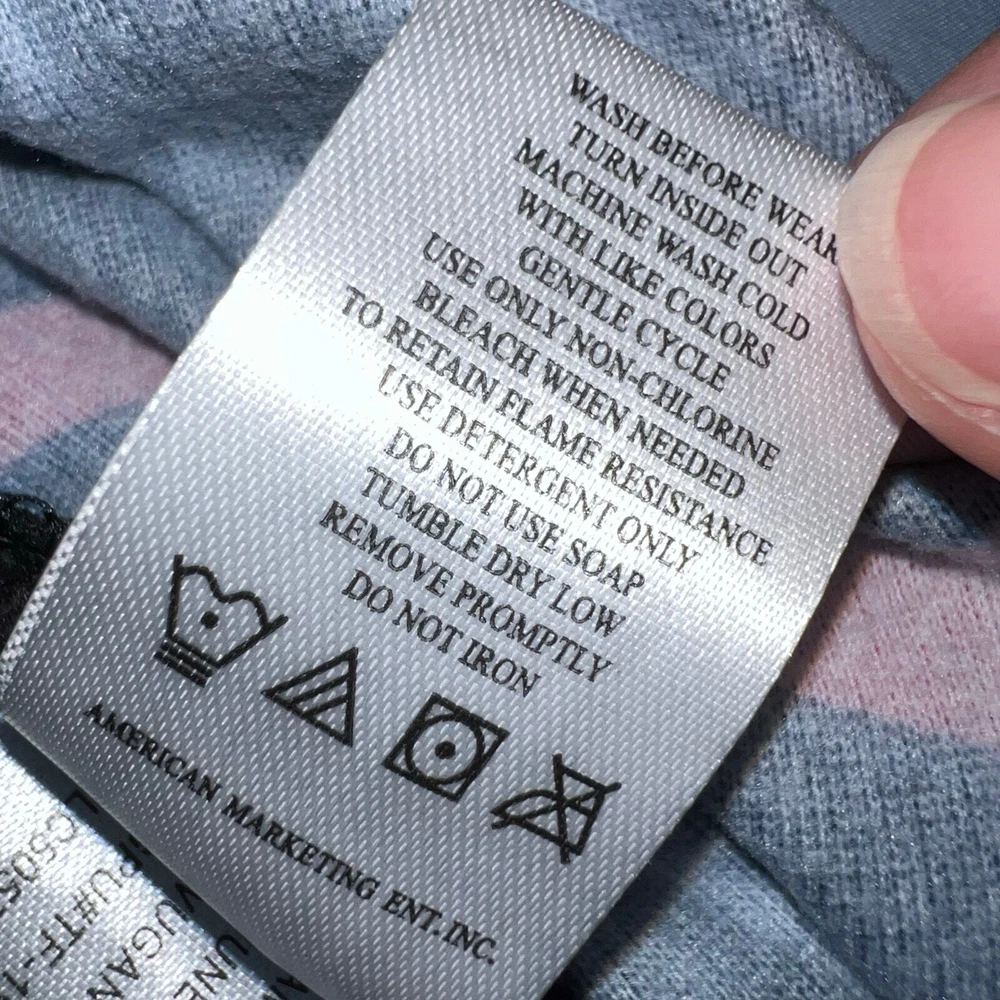 WASH BEFORE WEAR
TURN INSIDE OUT
MACHINE WASH COLD
WITH LIKE COLORS
GENTLE CYCLE
USE ONLY NON-CHLORINE
BLEACH WHEN NEEDED
TO RETAIN FLAME RESISTANCE
USE DETERGENT ONLY
DO NOT USE SOAP
TUMBLE DRY LOW
REMOVE PROMPTLY
DO NOT IRON
AMERICAN MARKETING ENT. INC.